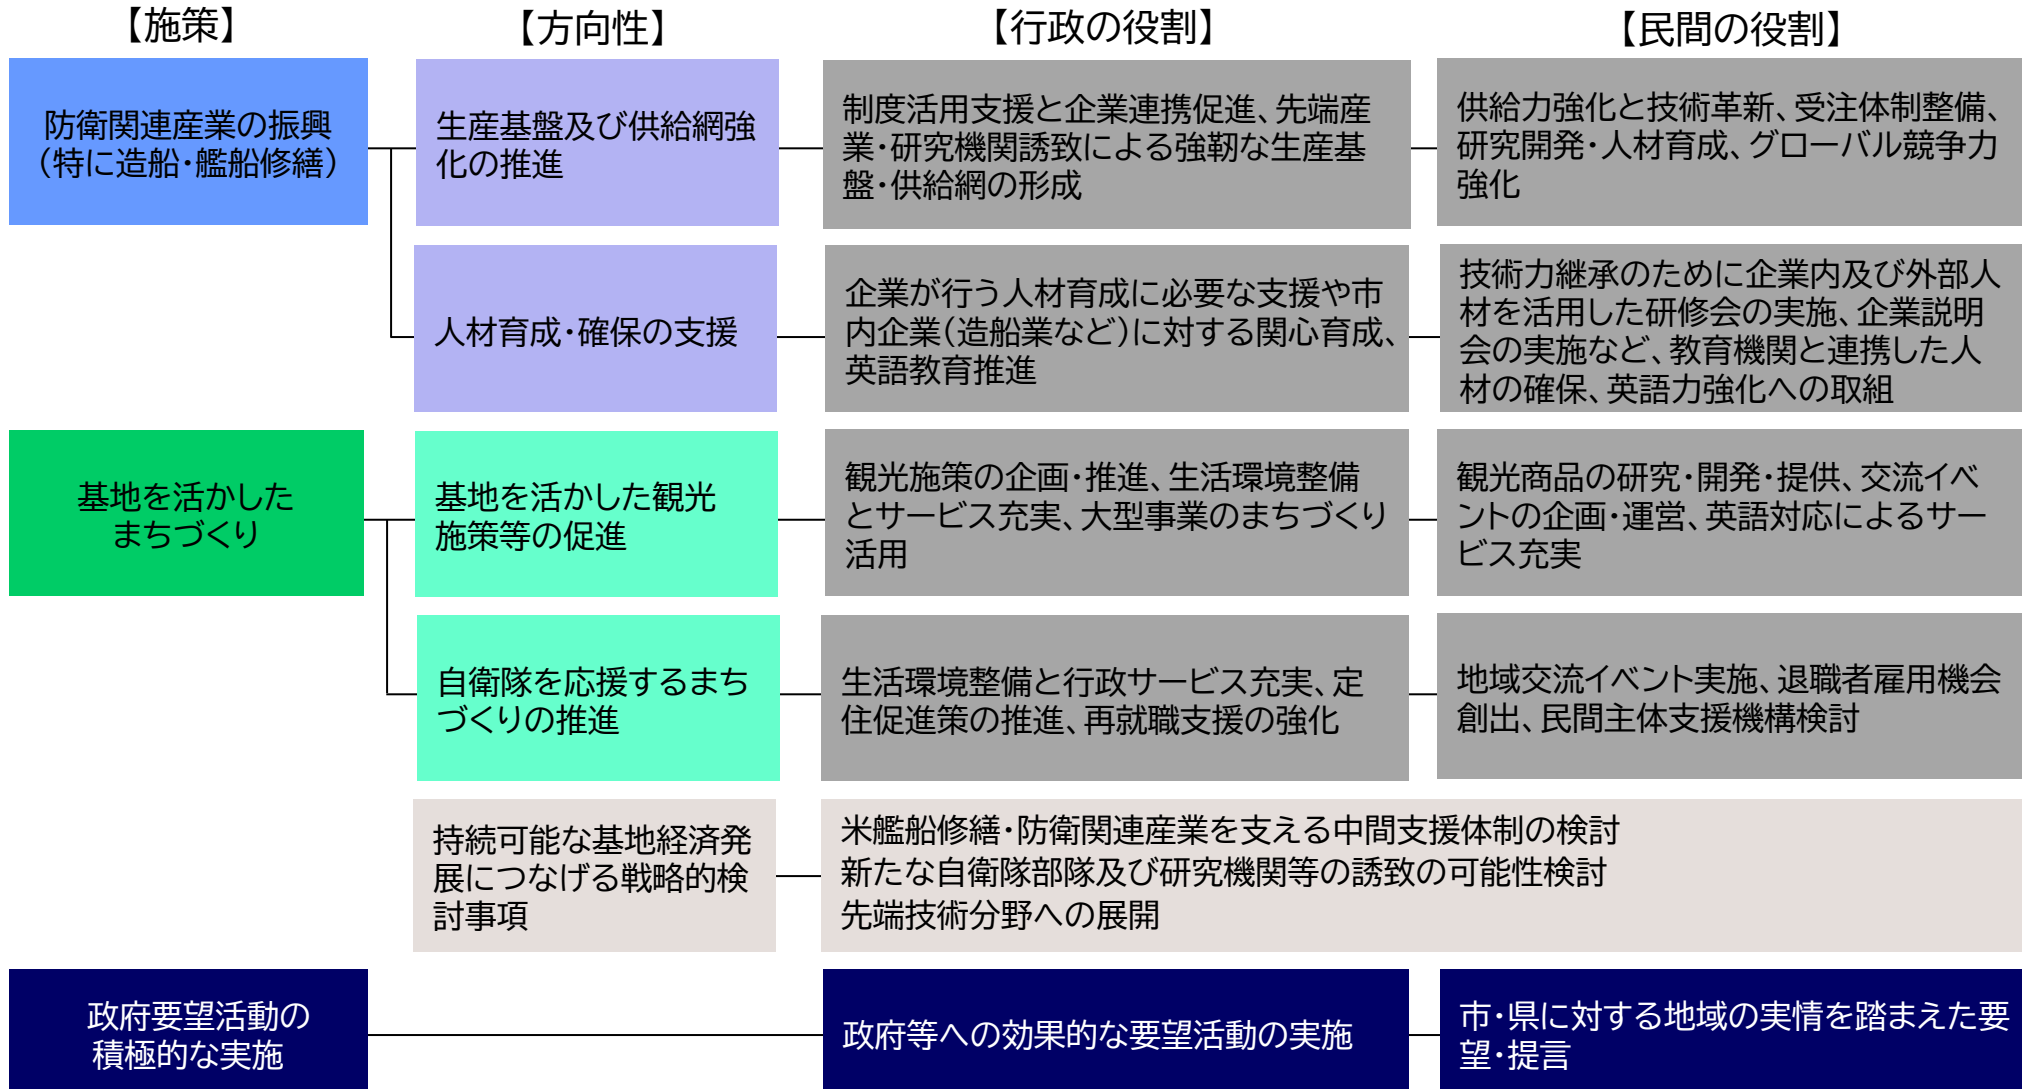 【施策】
【方向性】
【行政の役割】
【民間の役割】
防衛関連産業の振興
（特に造船・艦船修繕）
生産基盤及び供給網強
化の推進
制度活用支援と企業連携促進、先端産
業・研究機関誘致による強靭な生産基
盤・供給網の形成
供給力強化と技術革新、受注体制整備、
研究開発・人材育成、グローバル競争力
強化
人材育成・確保の支援
企業が行う人材育成に必要な支援や市
内企業（造船業など）に対する関心育成、
英語教育推進
技術力継承のために企業内及び外部人
材を活用した研修会の実施、企業説明
会の実施など、教育機関と連携した人
材の確保、英語力強化への取組
基地を活かした
まちづくり
基地を活かした観光
施策等の促進
観光施策の企画・推進、生活環境整備
とサービス充実、大型事業のまちづくり
活用
観光商品の研究・開発・提供、交流イベ
ントの企画・運営、英語対応によるサー
ビス充実
自衛隊を応援するまち
づくりの推進
生活環境整備と行政サービス充実、定
住促進策の推進、再就職支援の強化
地域交流イベント実施、退職者雇用機会
創出、民間主体支援機構検討
持続可能な基地経済発
展につなげる戦略的検
討事項
米艦船修繕・防衛関連産業を支える中間支援体制の検討
新たな自衛隊部隊及び研究機関等の誘致の可能性検討
先端技術分野への展開
政府要望活動の
積極的な実施
政府等への効果的な要望活動の実施
市・県に対する地域の実情を踏まえた要
望・提言